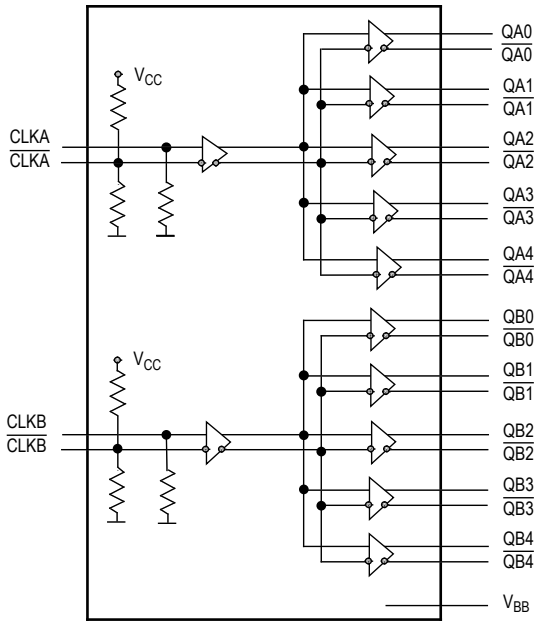 QA0
QA0
VCC
QA1
QA1
CLKA
CLKA
QA2
QA2
QA3
QA3
QA4
QA4
QB0
QB0
VCC
QB1
QB1
CLKB
CLKB
QB2
QB2
QB3
QB3
QB4
QB4
VBB